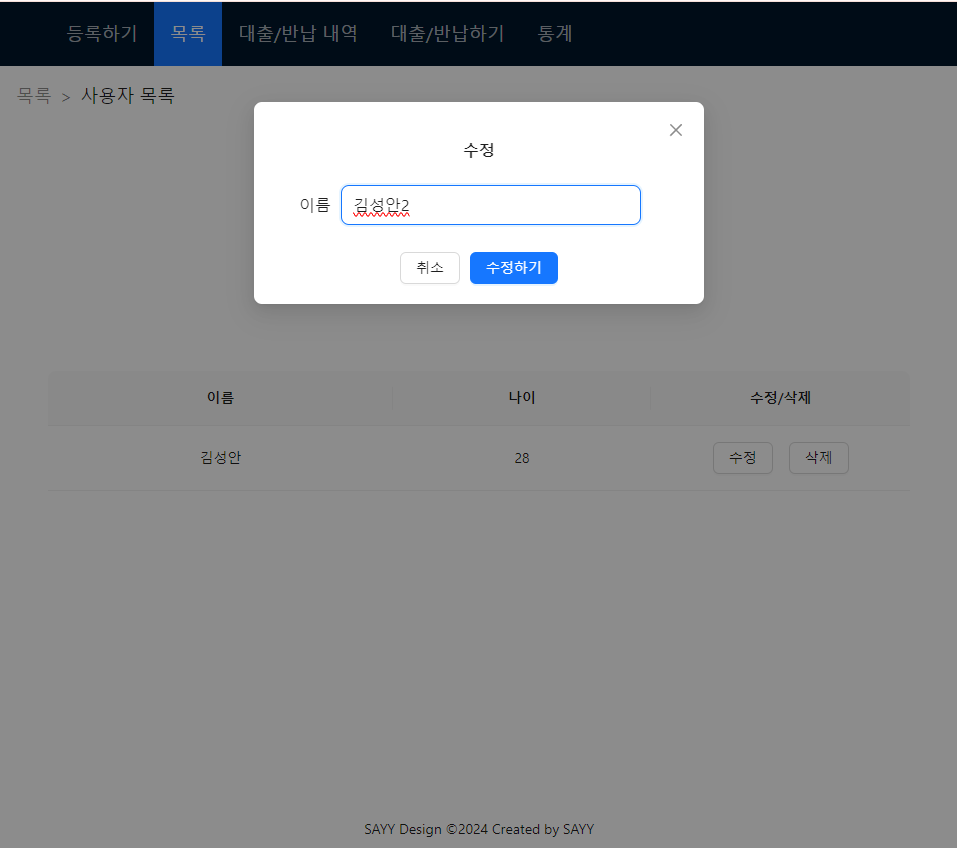 등록하기 목록 대출/반납 내역 대출/반납하기 통계
목록 > 사용자 목록
수정
이름 김성안2
취소 수정하기
이름 나이 수정/삭제
김성안 28 수정 삭제
SAYY Design ©2024 Created by SAYY